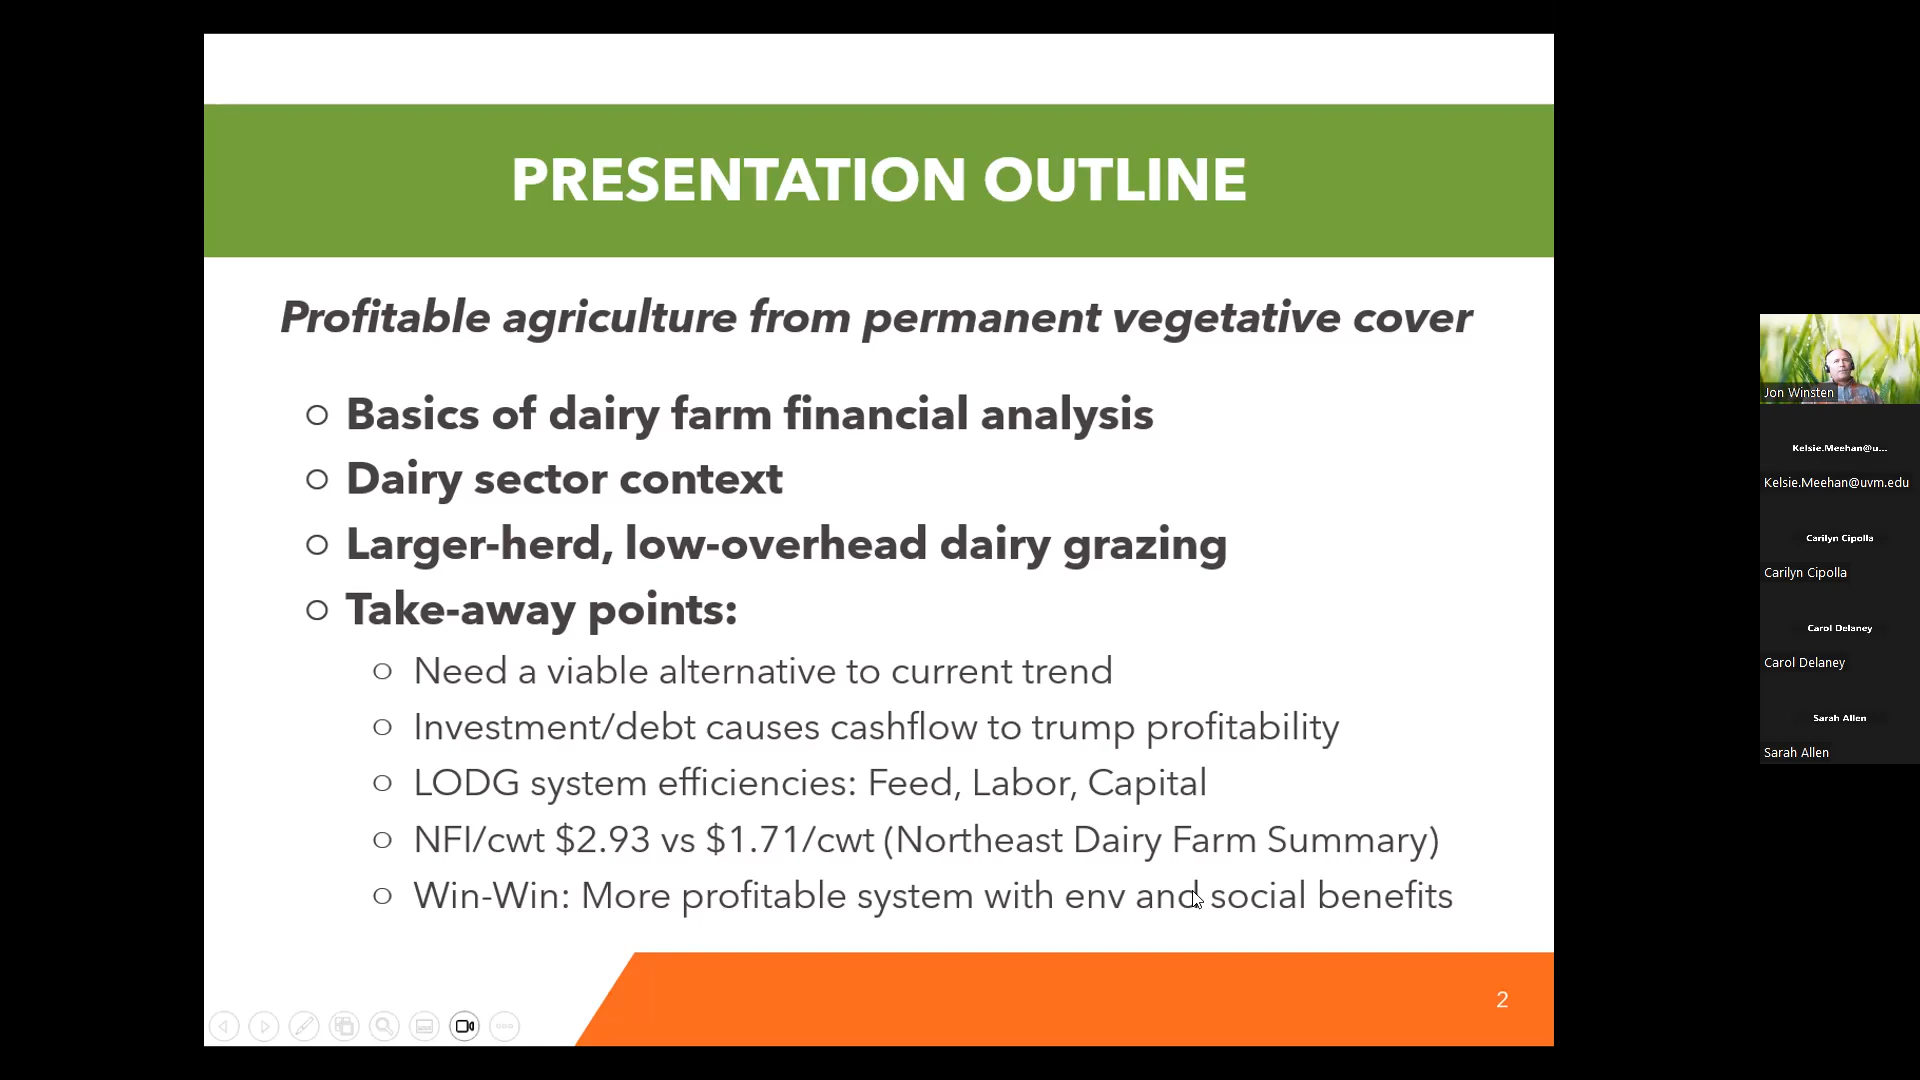 PRESENTATION OUTLINE
Profitable agriculture from permanent vegetative cover
Basics of dairy farm financial analysis
Dairy sector context
Larger-herd, low-overhead dairy grazing
Take-away points:
Need a viable alternative to current trend
Investment/debt causes cashflow to trump profitability
LODG system efficiencies: Feed, Labor, Capital
NFI/cwt $2.93 vs $1.71/cwt (Northeast Dairy Farm Summary)
Win-Win: More profitable system with env and social benefits
2
Jon Winsten
Kelsie.Meehan@u...
Kelsie.Meehan@uvm.edu
Carilyn Cipolla
Carilyn Cipolla
Carol Delaney
Carol Delaney
Sarah Allen
Sarah Allen